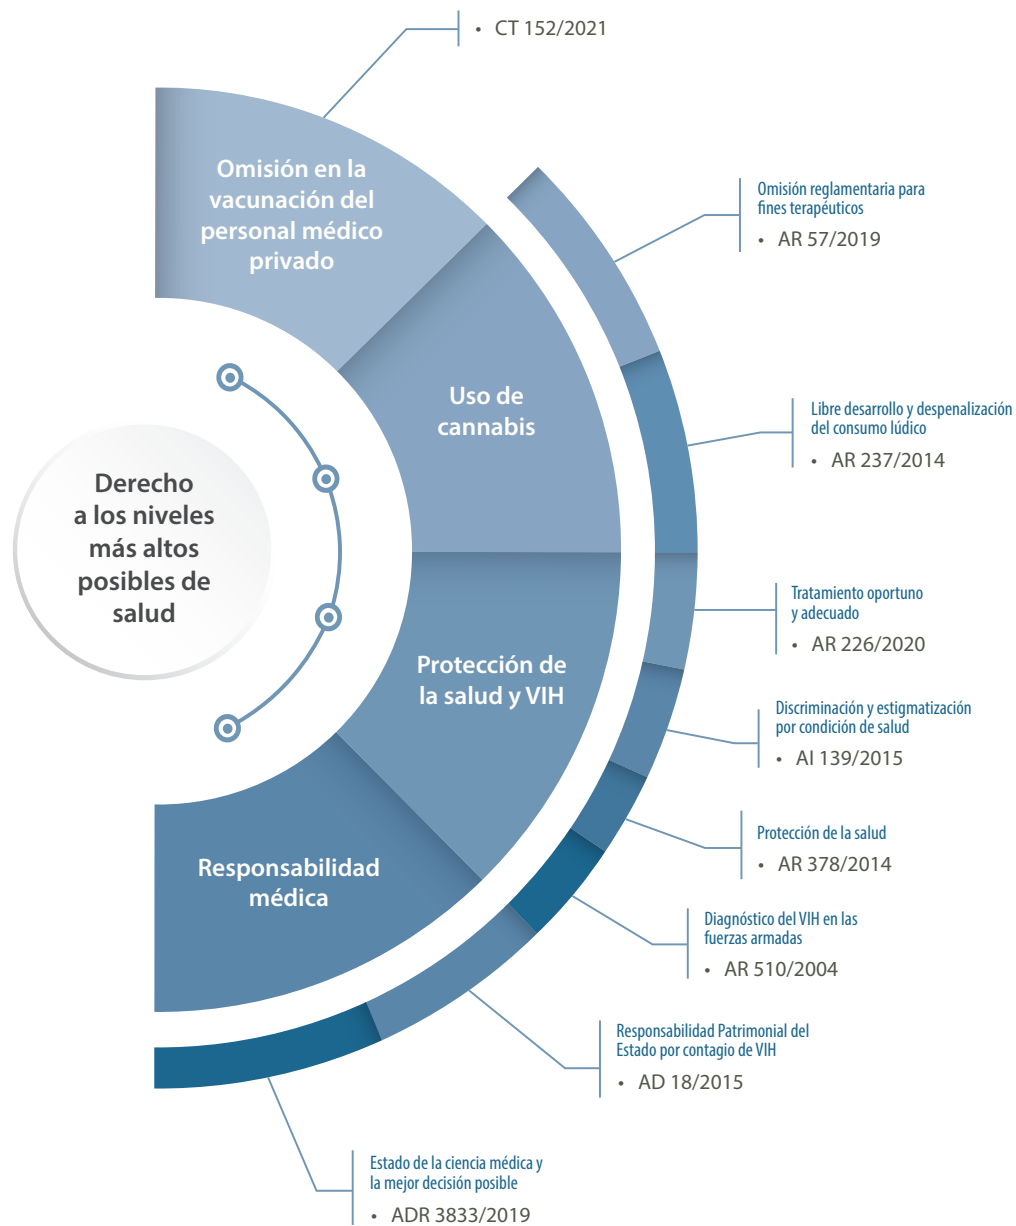 • CT 152/2021
Omisión en la
vacunación del
personal médico
privado
Omisión reglamentaria para
fines terapéuticos
• AR 57/2019
Uso de
cannabis
Libre desarrollo y despenalización
del consumo lúdico
• AR 237/2014
Derecho
a los niveles
más altos
posibles de
salud
Tratamiento oportuno
y adecuado
• AR 226/2020
Protección de
la salud y VIH
Discriminación y estigmatización
por condición de salud
• AI 139/2015
Protección de la salud
• AR 378/2014
Responsabilidad
médica
Diagnóstico del VIH en las
fuerzas armadas
• AR 510/2004
Responsabilidad Patrimonial del
Estado por contagio de VIH
• AD 18/2015
Estado de la ciencia médica y
la mejor decisión posible
• ADR 3833/2019